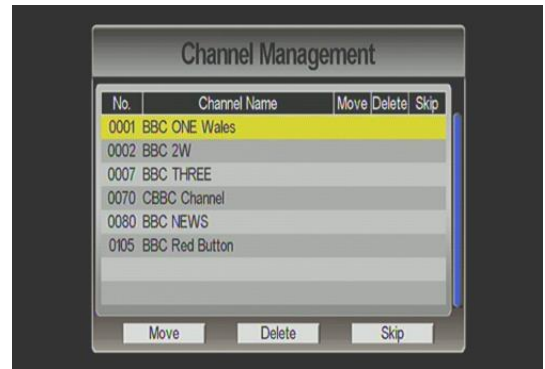 Channel Management
No. Channel Name Move Delete Skip
0001 BBC ONE Wales
0002 BBC 2W
0007 BBC THREE
0070 CBBC Channel
0080 BBC NEWS
0105 BBC Red Button
Move Delete Skip